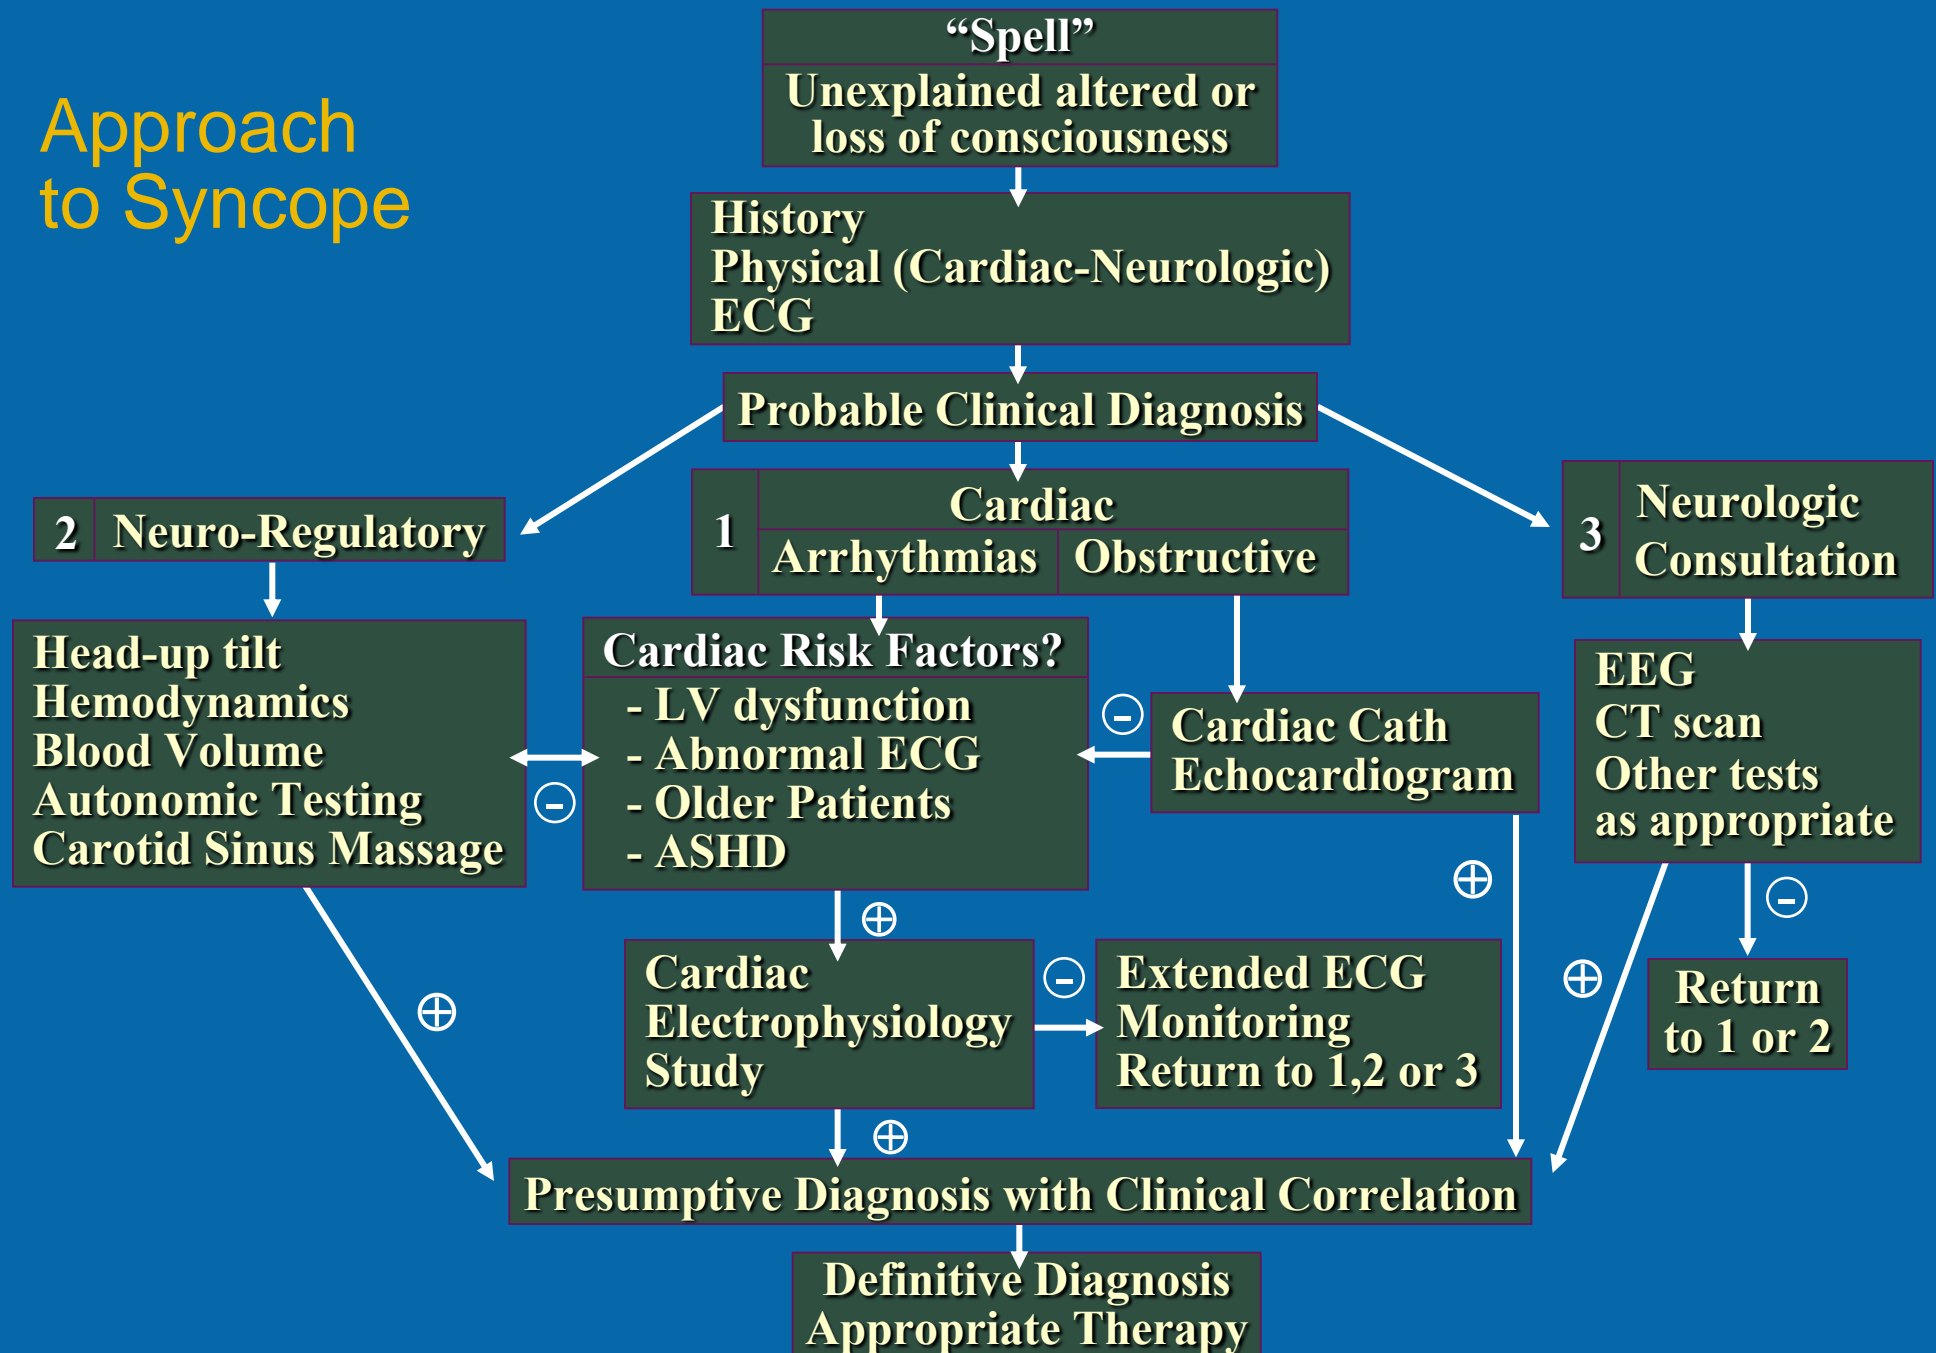 Approach
to Syncope
“Spell”
Unexplained altered or
loss of consciousness
History
Physical (Cardiac-Neurologic)
ECG
Probable Clinical Diagnosis
2 Neuro-Regulatory
1
Cardiac
Arrhythmias Obstructive
3
Neurologic
Consultation
Head-up tilt
Hemodynamics
Blood Volume
Autonomic Testing
Carotid Sinus Massage
-
Cardiac Risk Factors?
- LV dysfunction
- Abnormal ECG
- Older Patients
- ASHD
-
Cardiac Cath
Echocardiogram
EEG
CT scan
Other tests
as appropriate
+
+
+
-
+
Cardiac
Electrophysiology
Study
-
Extended ECG
Monitoring
Return to 1,2 or 3
Return
to 1 or 2
+
Presumptive Diagnosis with Clinical Correlation
Definitive Diagnosis
Appropriate Therapy